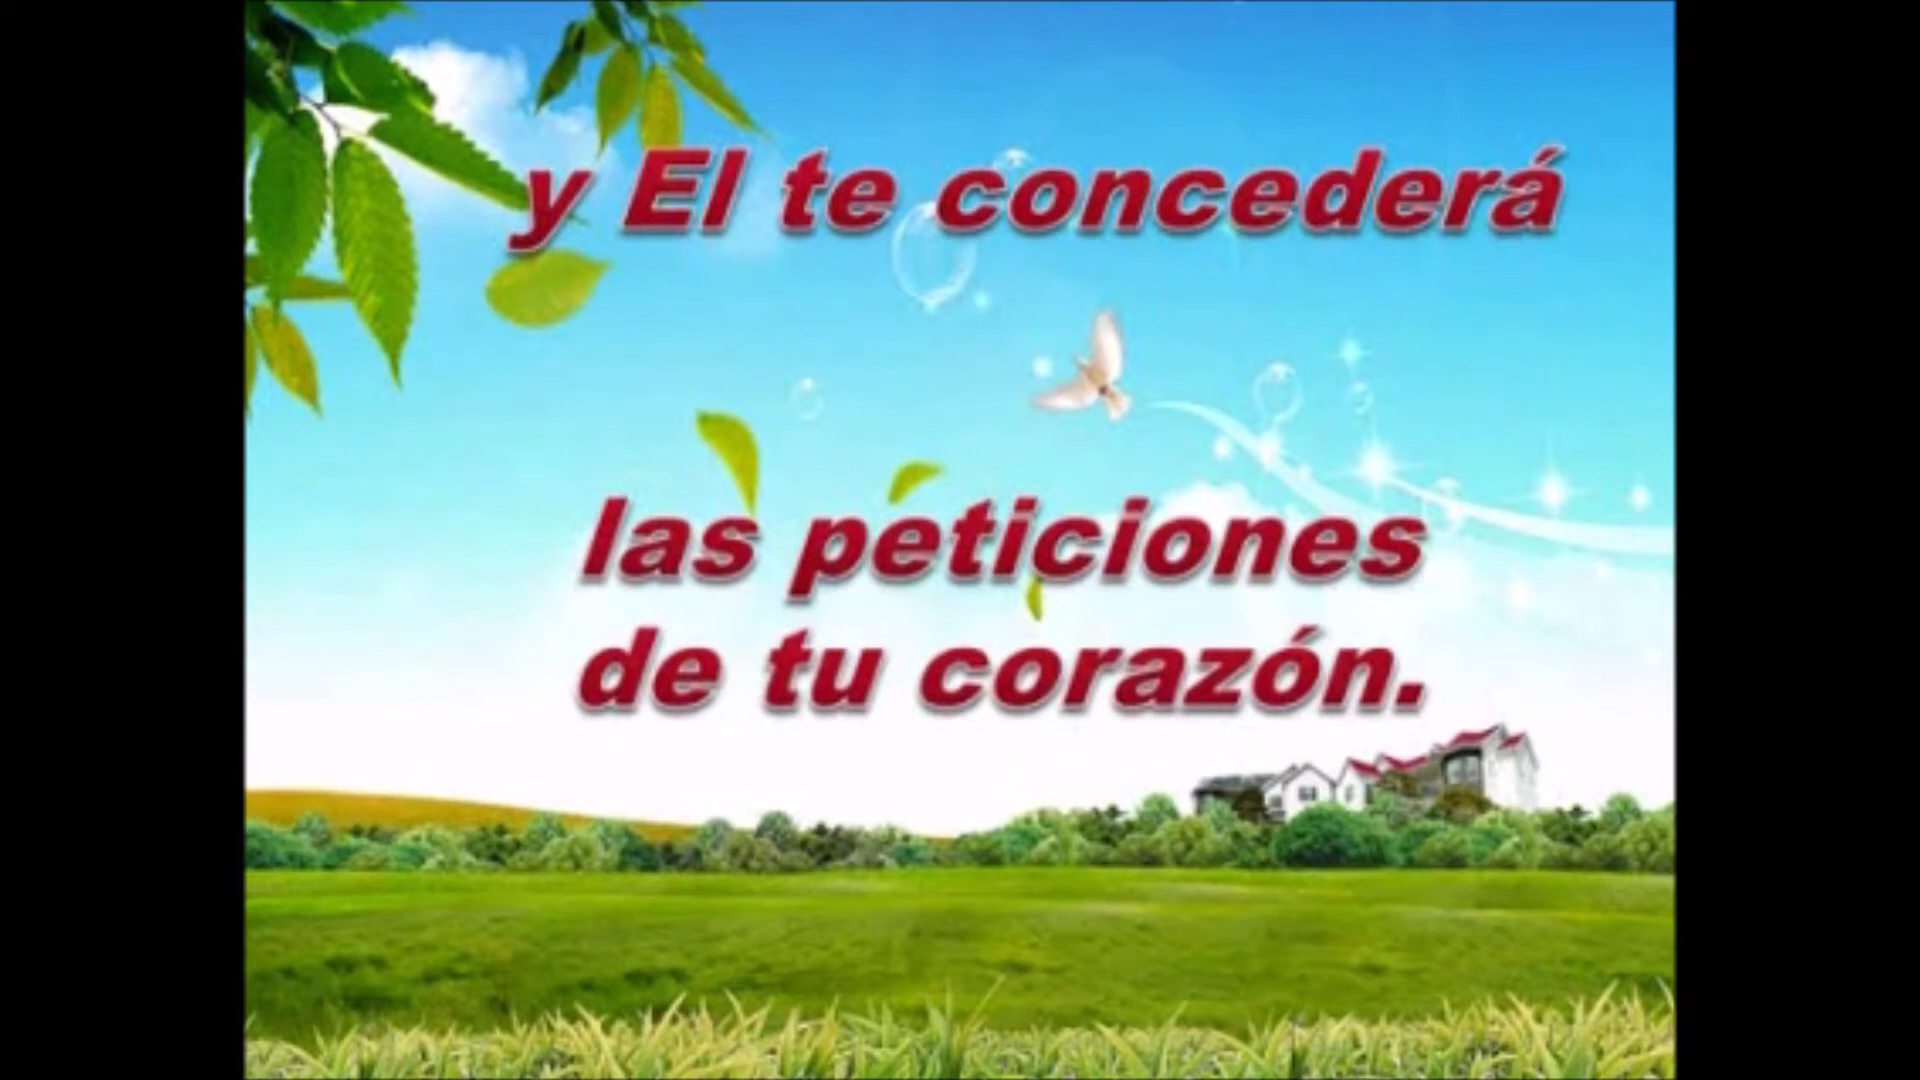 y El te concederá
las peticiones
de tu corazón.